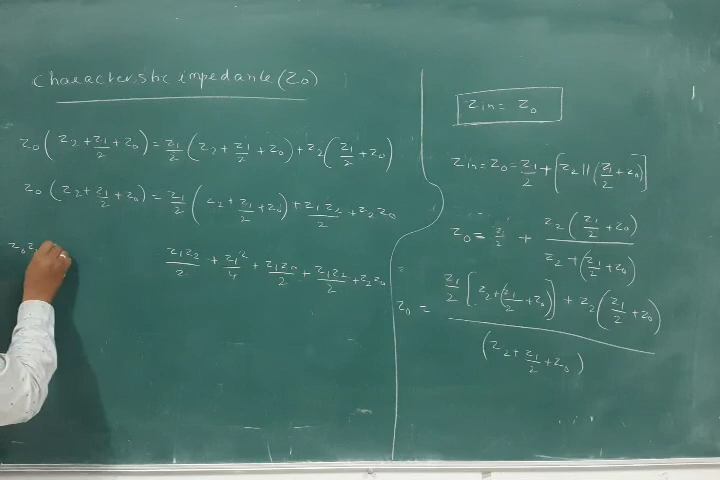 Characteristic impedance (Z0)
Z0 (Z2 + Z1/2 + Z0) = Z1/2 (Z2 + Z1/2 + Z0) + Z2 (Z1/2 + Z0)
Z0 (Z2 + Z1/2 + Z0) = Z1/2 (Z2 + Z1/2 + Z0) + Z1Z2/2 + Z2Z0
Z0Z2
Z1Z2/2 + Z1²/4 + Z1Z0/2 + Z1Z2/2 + Z2Z0
Zin = Z0
Zin = Z0 = Z1/2 + [Z2 || (Z1/2 + Z0)]
Z0 = Z1/2 + Z2 (Z1/2 + Z0) / Z2 + (Z1/2 + Z0)
Z0 = Z1/2 [Z2 + (Z1/2 + Z0)] + Z2 (Z1/2 + Z0) / (Z2 + Z1/2 + Z0)